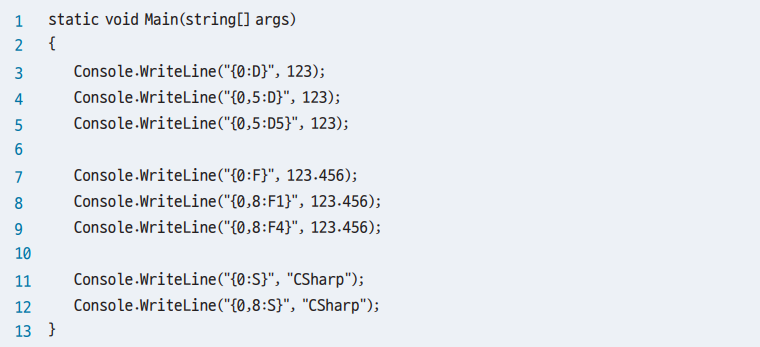 1 static void Main(string[] args)
2 {
3 Console.WriteLine("{0:D}", 123);
4 Console.WriteLine("{0,5:D}", 123);
5 Console.WriteLine("{0,5:D5}", 123);
6
7 Console.WriteLine("{0:F}", 123.456);
8 Console.WriteLine("{0,8:F1}", 123.456);
9 Console.WriteLine("{0,8:F4}", 123.456);
10
11 Console.WriteLine("{0:S}", "CSharp");
12 Console.WriteLine("{0,8:S}", "CSharp");
13 }